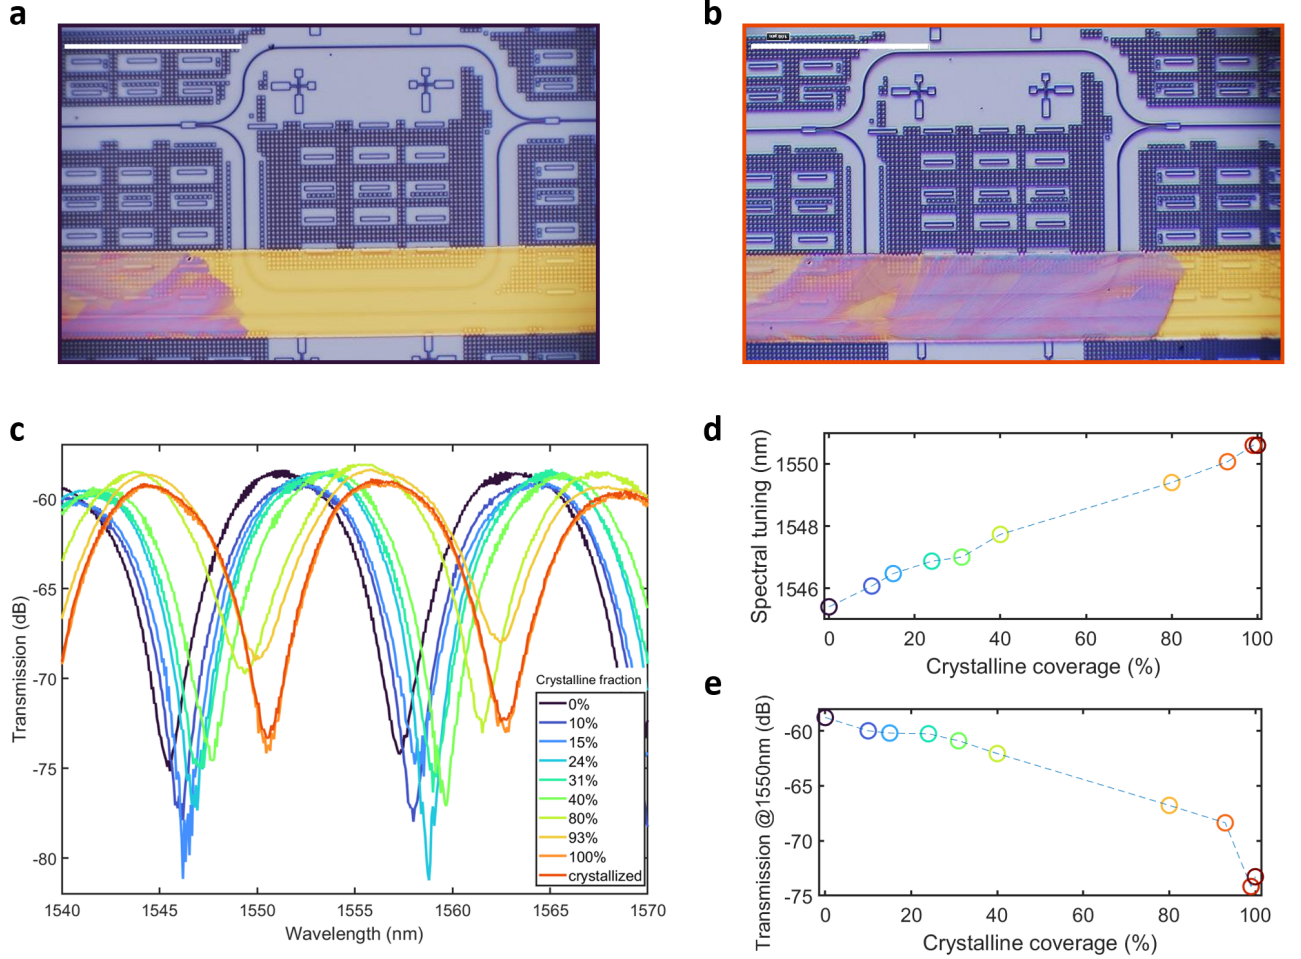 a
b
100 µm
c
-60
-65
-70
-75
-80
Transmission (dB)
1540
1545
1550
1555
1560
1565
1570
Wavelength (nm)
Crystalline fraction
0%
10%
15%
24%
31%
40%
80%
93%
100%
crystallized
d
Spectral tuning (nm)
1550
1548
1546
0
20
40
60
80
100
Crystalline coverage (%)
e
Transmission @1550nm (dB)
-60
-65
-70
-75
0
20
40
60
80
100
Crystalline coverage (%)